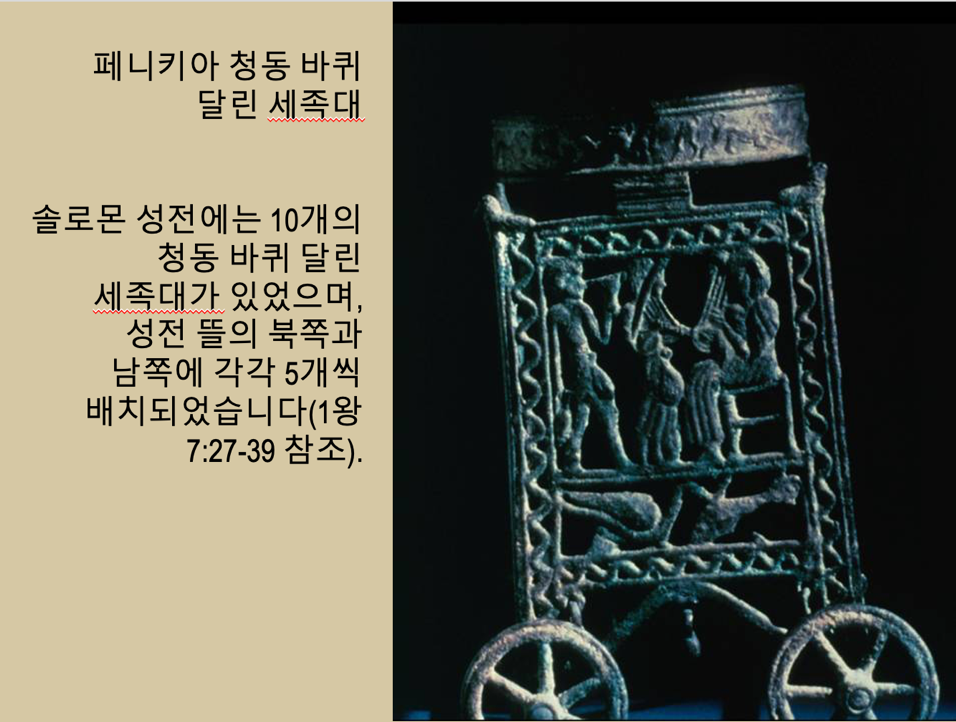 페니키아 청동 바퀴
달린 세족대
솔로몬 성전에는 10개의
청동 바퀴 달린
세족대가 있었으며,
성전 뜰의 북쪽과
남쪽에 각각 5개씩
배치되었습니다(1왕
7:27-39 참조).